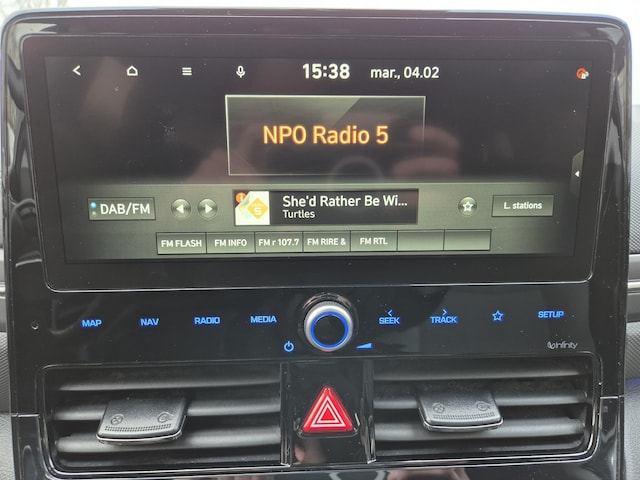 15:38 mar., 04.02
NPO Radio 5
DAB/FM
5
She'd Rather Be Wi...
Turtles
L. stations
FM FLASH FM INFO FM r 107.7 FM RIRE & FM RTL
MAP NAV RADIO MEDIA SEEK TRACK SETUP
infinity